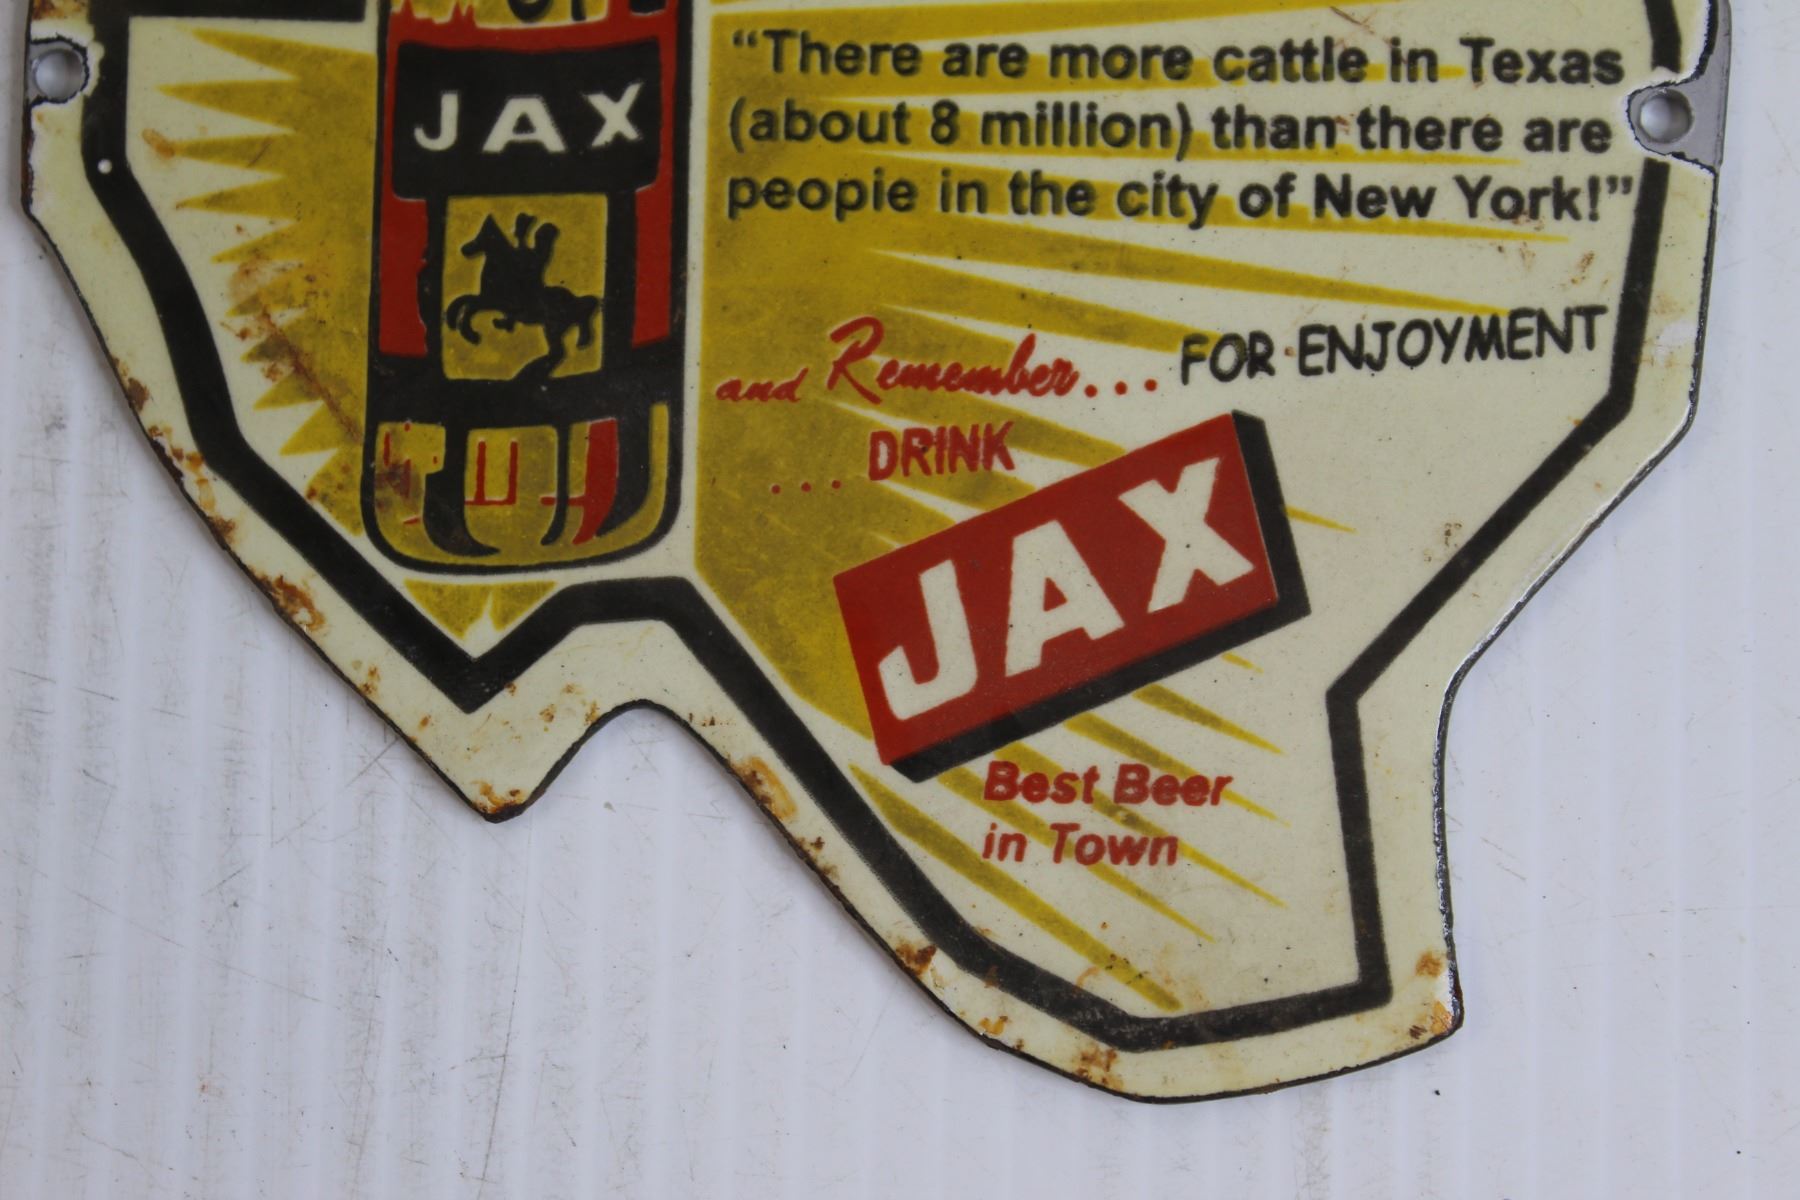 JAX
“There are more cattle in Texas
(about 8 million) than there are
peopie in the city of New York!”
and Remember... FOR ENJOYMENT
... DRINK
JAX
Best Beer
in Town